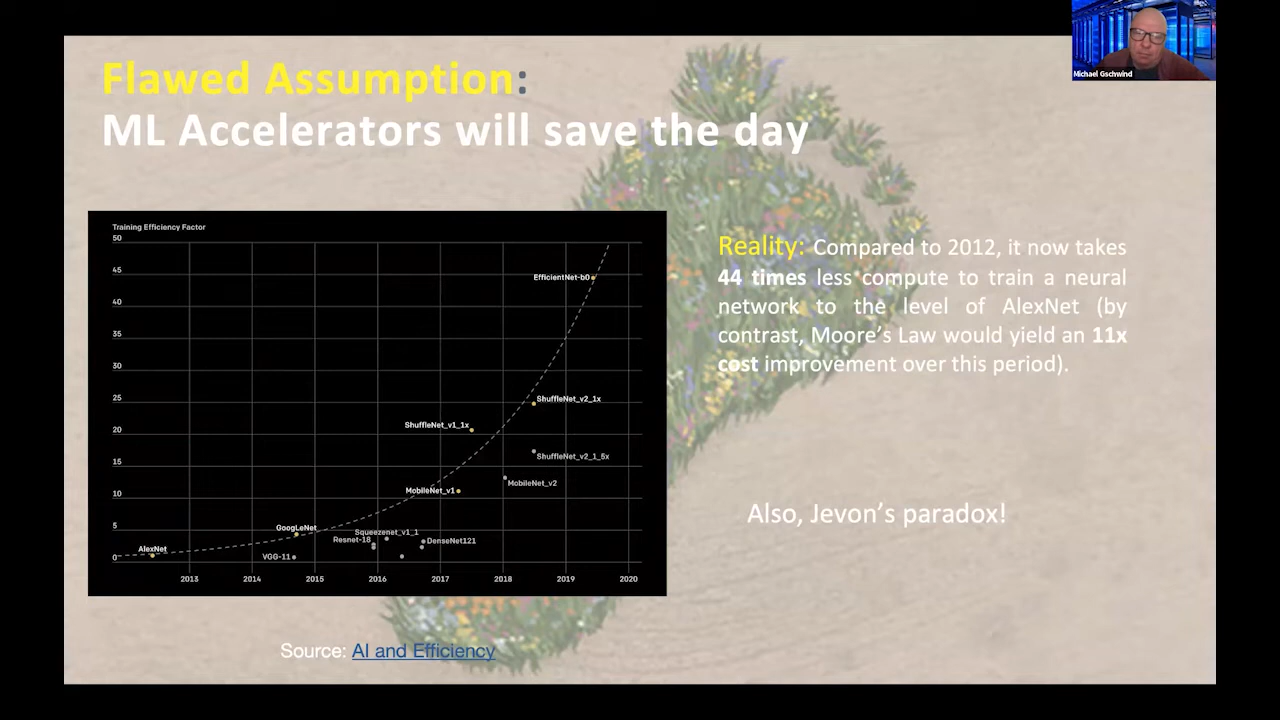 Flawed Assumption:
ML Accelerators will save the day
Michael Gschwind
Training Efficiency Factor
50
45
40
35
30
25
20
15
10
5
0
EfficientNet-b0
ShuffleNet_v2_1x
ShuffleNet_v1_1x
ShuffleNet_v2_1_5x
MobileNet_v2
MobileNet_v1
GoogLeNet
Squeezenet_v1_1
Resnet-18
DenseNet121
AlexNet
VGG-11
2013 2014 2015 2016 2017 2018 2019 2020
Reality: Compared to 2012, it now takes
44 times less compute to train a neural
network to the level of AlexNet (by
contrast, Moore's Law would yield an 11x
cost improvement over this period).
Also, Jevon's paradox!
Source: AI and Efficiency